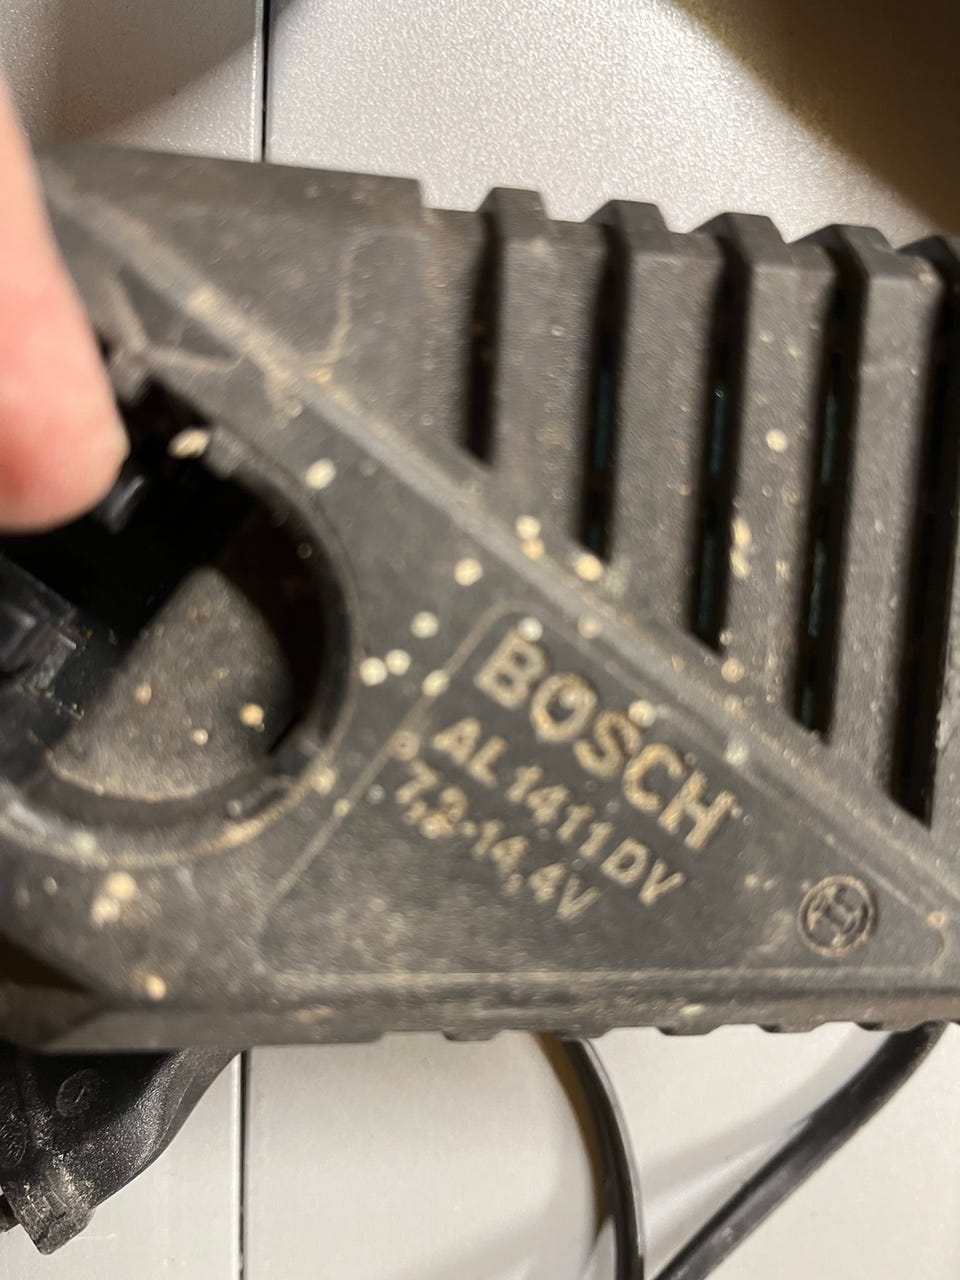 BOSCH
AL 1411 DV
7,2-14,4V